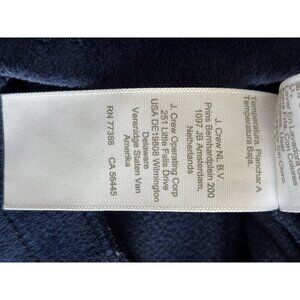 Temperatura. Planchar A
Temperatura Baja.
J. Crew NL B.V.
Prins Bernhardplein 200
1097 JB Amsterdam,
Netherlands
J. Crew Operating Corp
251 Little Falls Drive
USA DE19808 Wilmington
Delaware
Verenidge Staten Van
Amerika
RN 77388 CA 56445